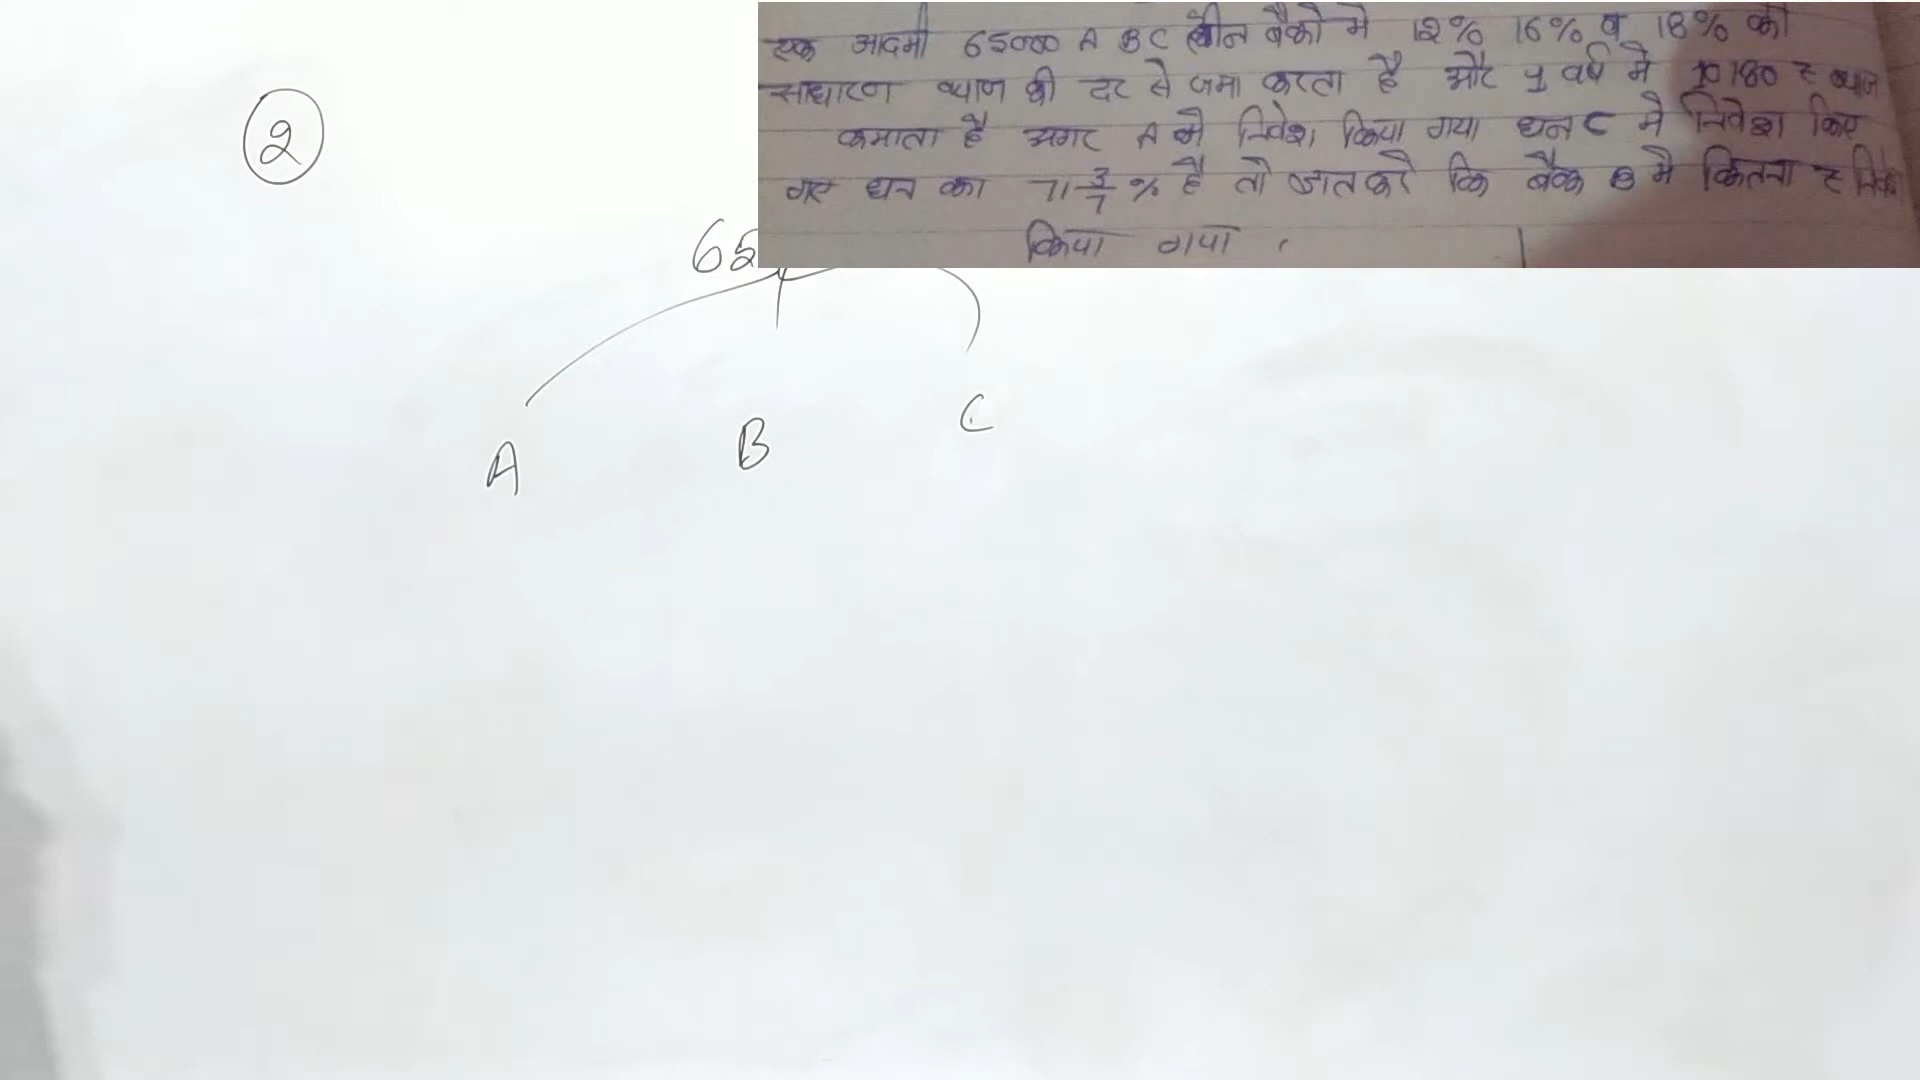 एक आदमी 65000 A B C तीन बैंको मे 12% 16% व 18% की
साधारण ब्याज की दर से जमा करता है और 1 वर्ष मे 10180 ₹ ब्याज
कमाता है अगर A मे निवेश किया गया धन C मे निवेश किए
गए धन का 71 3/7 % है तो ज्ञात करे कि बैंक B मे कितना ₹
किया गया ।
2
65
A B C